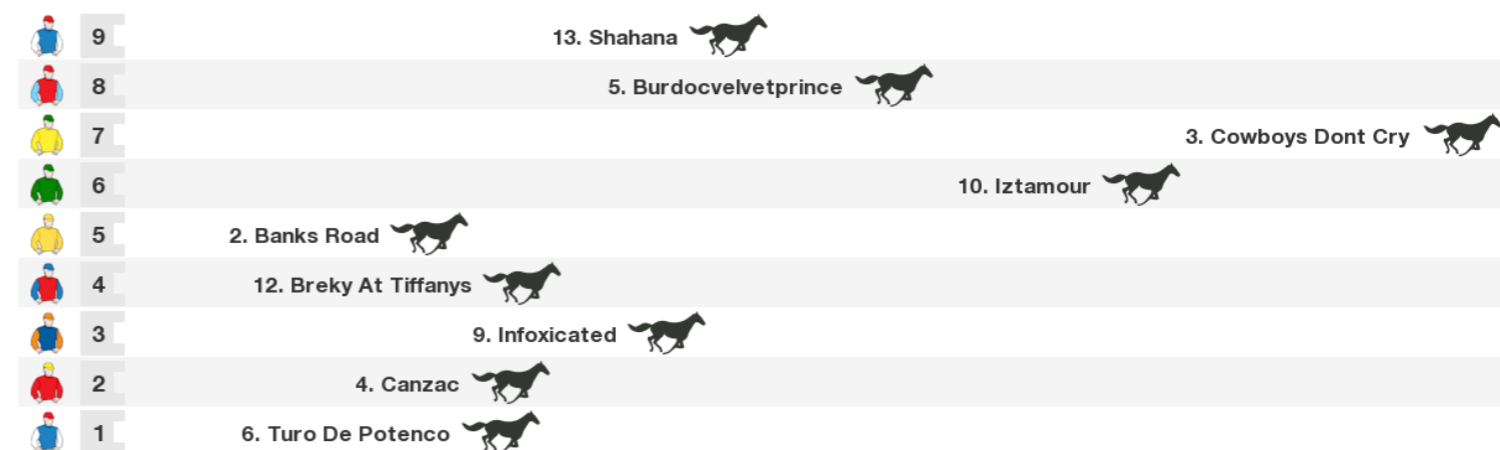 9 13. Shahana
8 5. Burdocvelvetprince
7 3. Cowboys Dont Cry
6 10. Iztamour
5 2. Banks Road
4 12. Breky At Tiffanys
3 9. Infoxicated
2 4. Canzac
1 6. Turo De Potenco